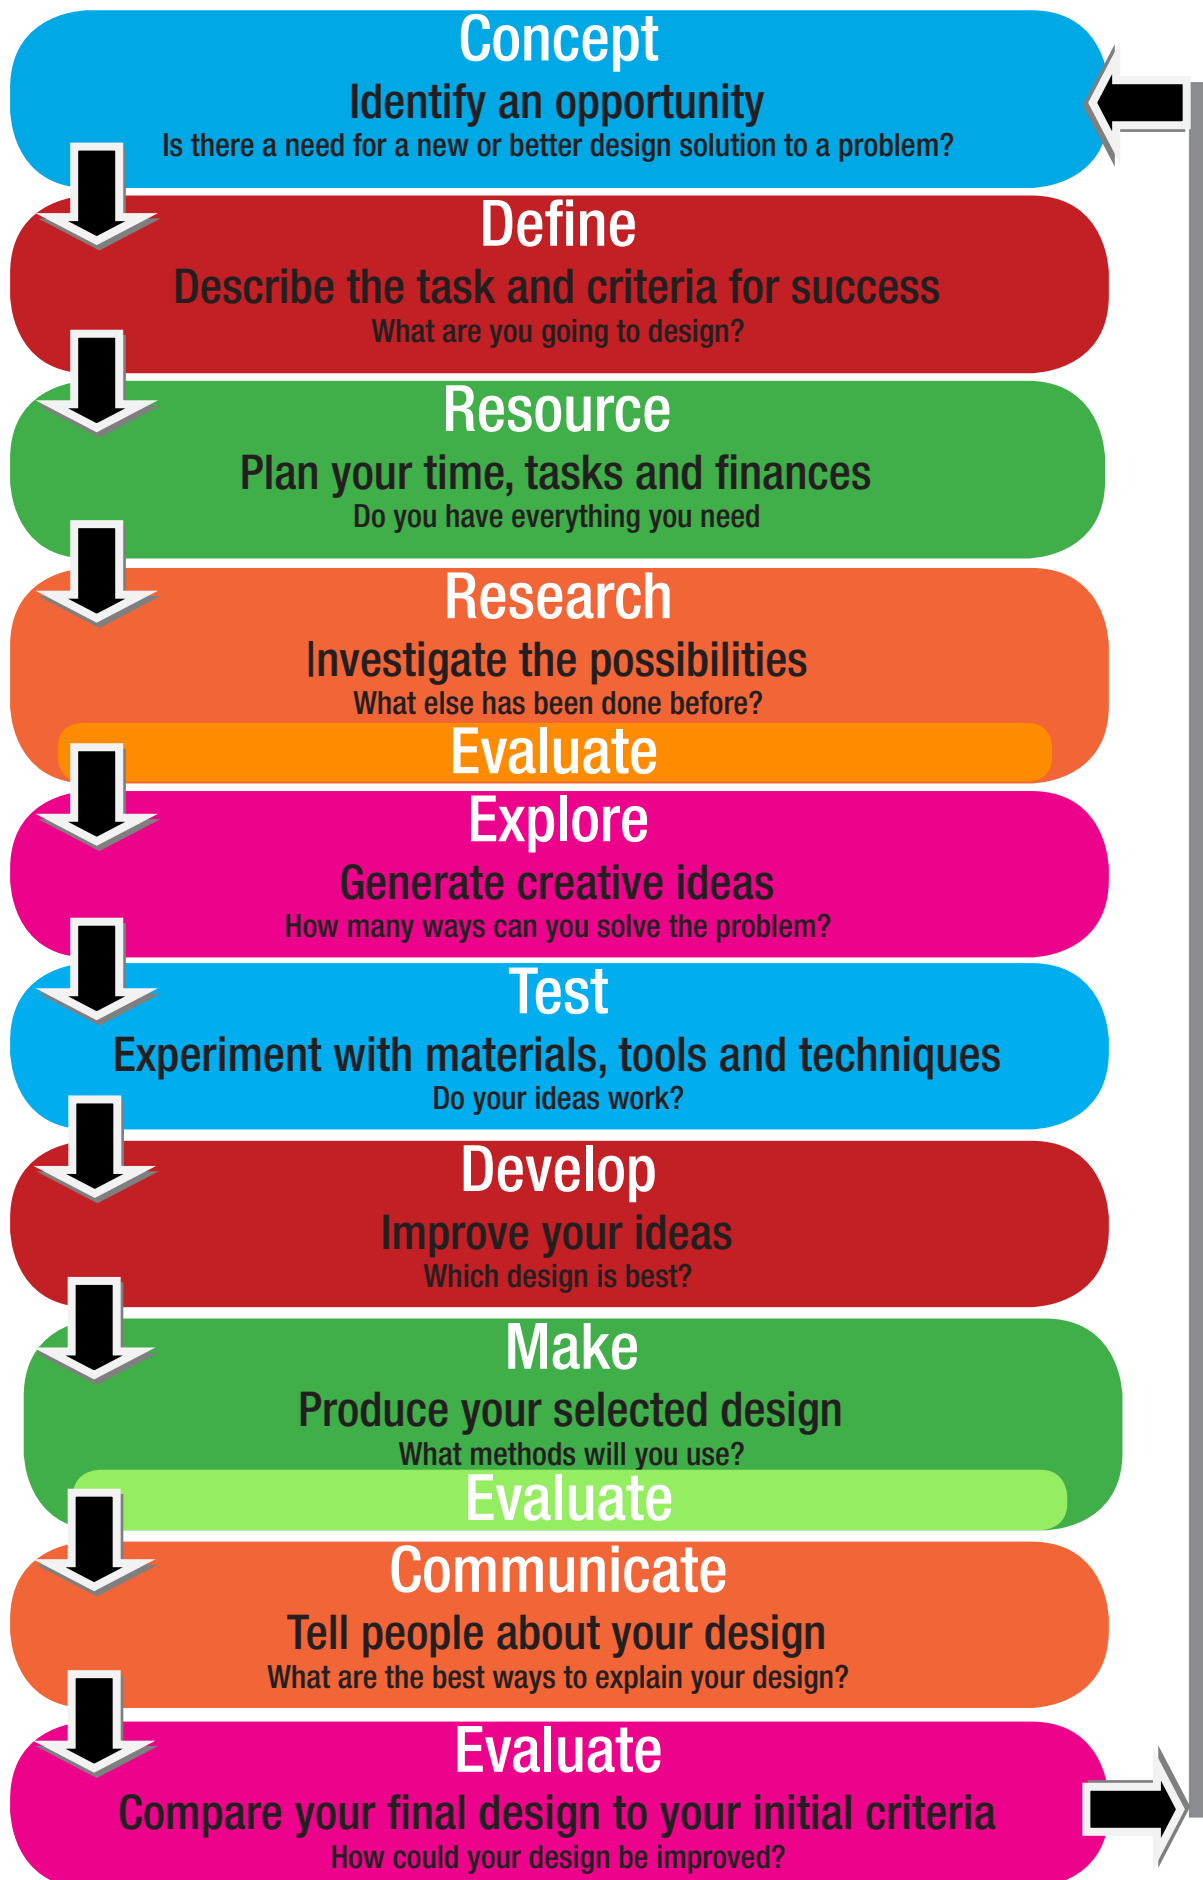 Concept
Identify an opportunity
Is there a need for a new or better design solution to a problem?
Define
Describe the task and criteria for success
What are you going to design?
Resource
Plan your time, tasks and finances
Do you have everything you need
Research
Investigate the possibilities
What else has been done before?
Evaluate
Explore
Generate creative ideas
How many ways can you solve the problem?
Test
Experiment with materials, tools and techniques
Do your ideas work?
Develop
Improve your ideas
Which design is best?
Make
Produce your selected design
What methods will you use?
Evaluate
Communicate
Tell people about your design
What are the best ways to explain your design?
Evaluate
Compare your final design to your initial criteria
How could your design be improved?